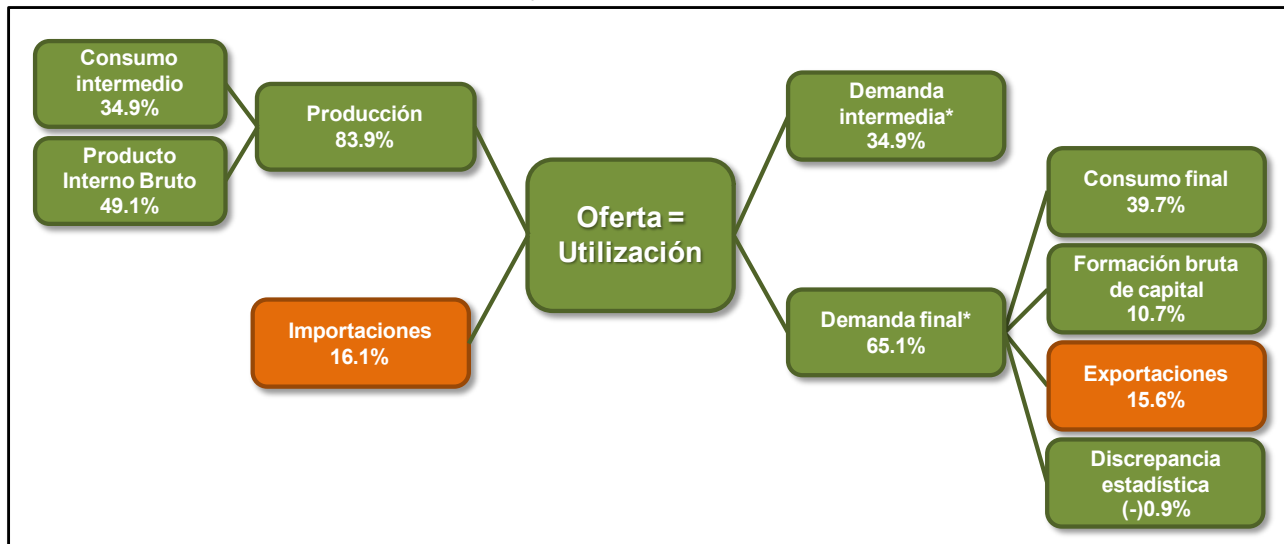 Consumo
intermedio
34.9%
Producto
Interno Bruto
49.1%
Producción
83.9%
Importaciones
16.1%
Oferta =
Utilización
Demanda
intermedia*
34.9%
Demanda final*
65.1%
Consumo final
39.7%
Formación bruta
de capital
10.7%
Exportaciones
15.6%
Discrepancia
estadística
(-)0.9%